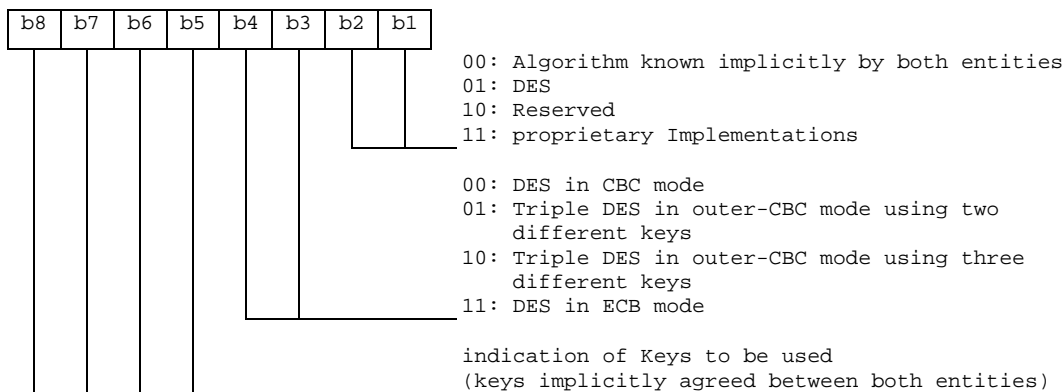 b8 b7 b6 b5 b4 b3 b2 b1
00: Algorithm known implicitly by both entities
01: DES
10: Reserved
11: proprietary Implementations
00: DES in CBC mode
01: Triple DES in outer-CBC mode using two
different keys
10: Triple DES in outer-CBC mode using three
different keys
11: DES in ECB mode
indication of Keys to be used
(keys implicitly agreed between both entities)